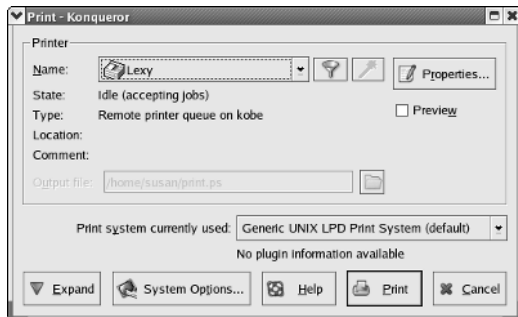 Print - Konqueror
Printer
Name: Lexy
Properties...
State: Idle (accepting jobs)
Preview
Type: Remote printer queue on kobe
Location:
Comment:
Output file: /home/susan/print.ps
Print system currently used: Generic UNIX LPD Print System (default)
No plugin information available
Expand System Options... Help Print Cancel